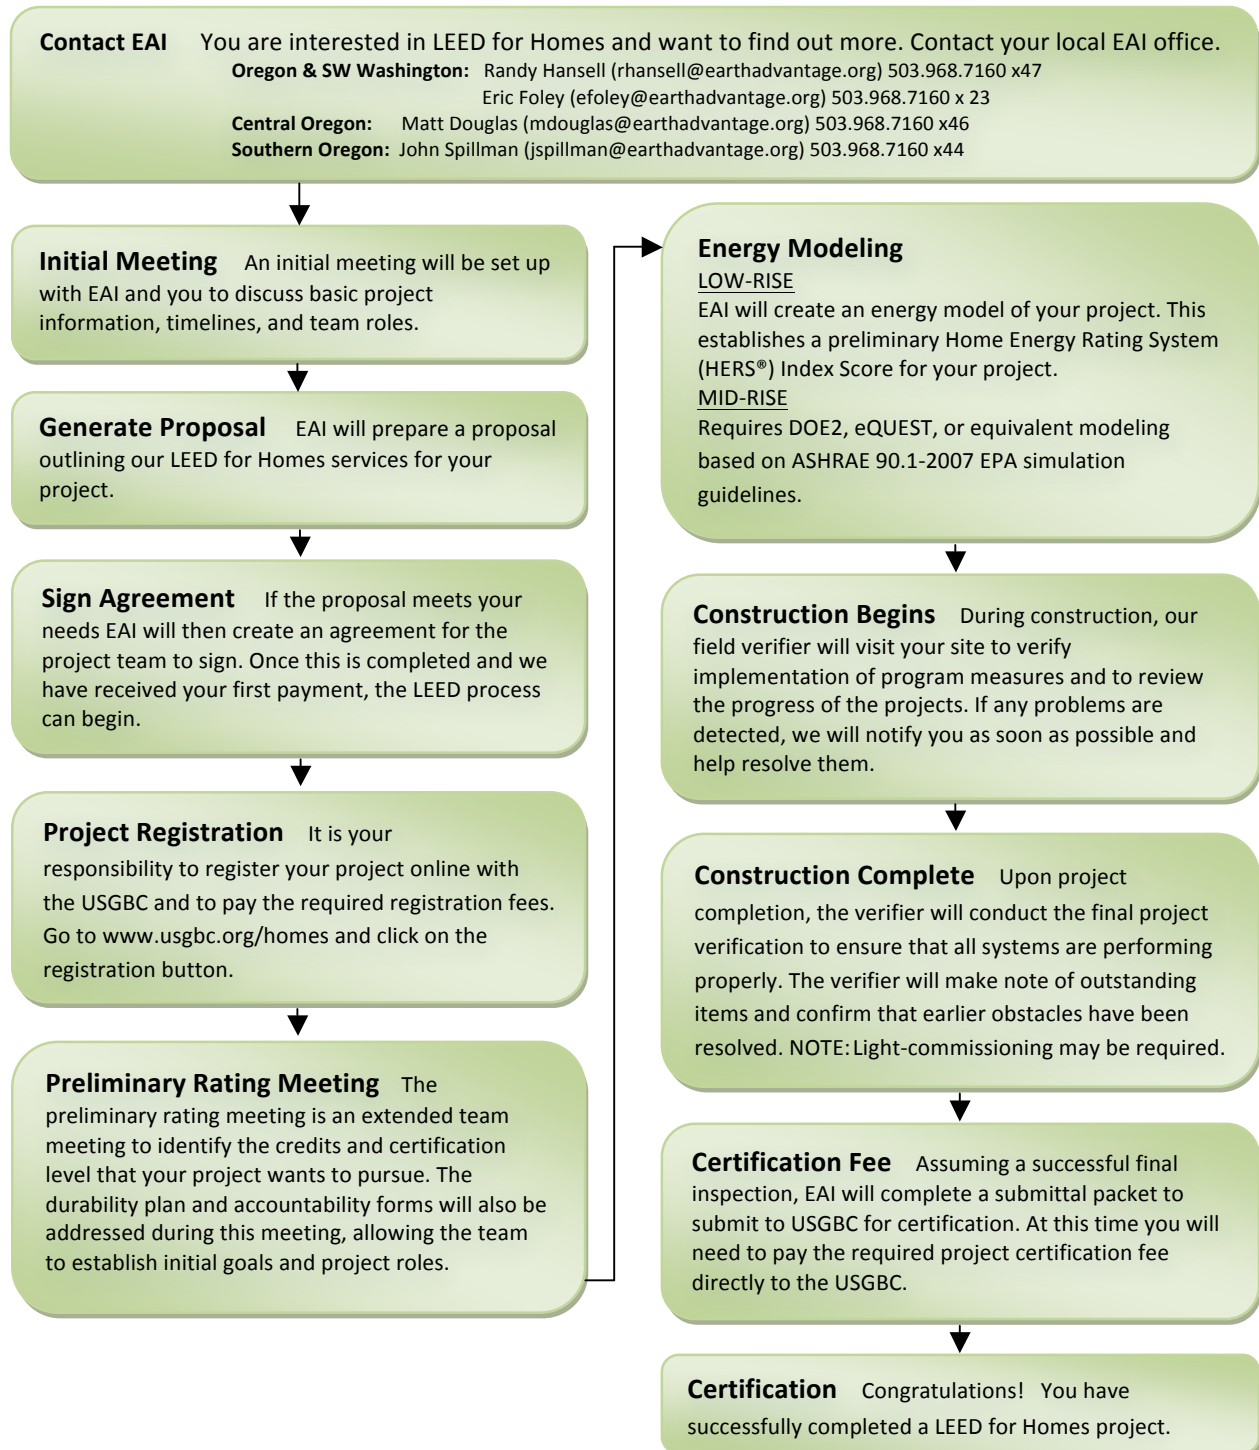 Contact EAI You are interested in LEED for Homes and want to find out more. Contact your local EAI office.
Oregon & SW Washington: Randy Hansell (rhansell@earthadvantage.org) 503.968.7160 x47
Eric Foley (efoley@earthadvantage.org) 503.968.7160 x 23
Central Oregon: Matt Douglas (mdouglas@earthadvantage.org) 503.968.7160 x46
Southern Oregon: John Spillman (jspillman@earthadvantage.org) 503.968.7160 x44
Initial Meeting An initial meeting will be set up
with EAI and you to discuss basic project
information, timelines, and team roles.
Generate Proposal EAI will prepare a proposal
outlining our LEED for Homes services for your
project.
Sign Agreement If the proposal meets your
needs EAI will then create an agreement for the
project team to sign. Once this is completed and we
have received your first payment, the LEED process
can begin.
Project Registration It is your
responsibility to register your project online with
the USGBC and to pay the required registration fees.
Go to www.usgbc.org/homes and click on the
registration button.
Preliminary Rating Meeting The
preliminary rating meeting is an extended team
meeting to identify the credits and certification
level that your project wants to pursue. The
durability plan and accountability forms will also be
addressed during this meeting, allowing the team
to establish initial goals and project roles.
Energy Modeling
LOW-RISE
EAI will create an energy model of your project. This
establishes a preliminary Home Energy Rating System
(HERS®) Index Score for your project.
MID-RISE
Requires DOE2, eQUEST, or equivalent modeling
based on ASHRAE 90.1-2007 EPA simulation
guidelines.
Construction Begins During construction, our
field verifier will visit your site to verify
implementation of program measures and to review
the progress of the projects. If any problems are
detected, we will notify you as soon as possible and
help resolve them.
Construction Complete Upon project
completion, the verifier will conduct the final project
verification to ensure that all systems are performing
properly. The verifier will make note of outstanding
items and confirm that earlier obstacles have been
resolved. NOTE: Light-commissioning may be required.
Certification Fee Assuming a successful final
inspection, EAI will complete a submittal packet to
submit to USGBC for certification. At this time you will
need to pay the required project certification fee
directly to the USGBC.
Certification Congratulations! You have
successfully completed a LEED for Homes project.